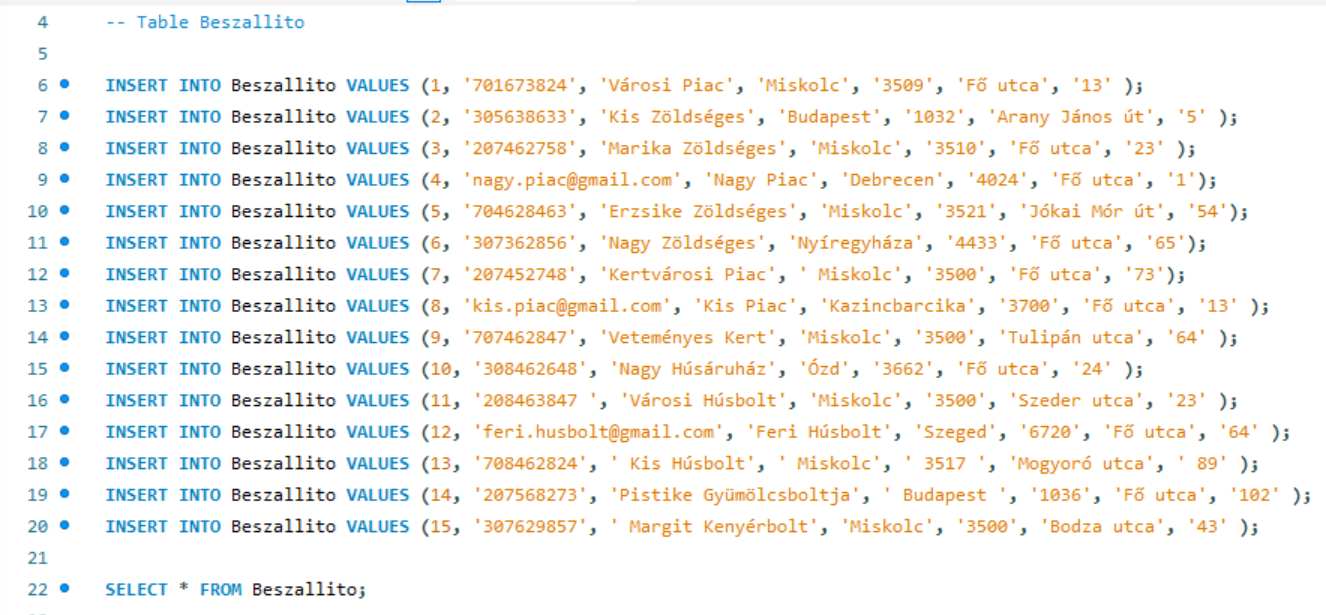 4 -- Table Beszallito
5
6 INSERT INTO Beszallito VALUES (1, '701673824', 'Városi Piac', 'Miskolc', '3509', 'Fő utca', '13' );
7 INSERT INTO Beszallito VALUES (2, '305638633', 'Kis Zöldséges', 'Budapest', '1032', 'Arany János út', '5' );
8 INSERT INTO Beszallito VALUES (3, '207462758', 'Marika Zöldséges', 'Miskolc', '3510', 'Fő utca', '23' );
9 INSERT INTO Beszallito VALUES (4, 'nagy.piac@gmail.com', 'Nagy Piac', 'Debrecen', '4024', 'Fő utca', '1');
10 INSERT INTO Beszallito VALUES (5, '704628463', 'Erzsike Zöldséges', 'Miskolc', '3521', 'Jókai Mór út', '54');
11 INSERT INTO Beszallito VALUES (6, '307362856', 'Nagy Zöldséges', 'Nyíregyháza', '4433', 'Fő utca', '65');
12 INSERT INTO Beszallito VALUES (7, '207452748', 'Kertvárosi Piac', ' Miskolc', '3500', 'Fő utca', '73');
13 INSERT INTO Beszallito VALUES (8, 'kis.piac@gmail.com', 'Kis Piac', 'Kazincbarcika', '3700', 'Fő utca', '13' );
14 INSERT INTO Beszallito VALUES (9, '707462847', 'Veteményes Kert', 'Miskolc', '3500', 'Tulipán utca', '64' );
15 INSERT INTO Beszallito VALUES (10, '308462648', 'Nagy Húsáruház', 'Ózd', '3662', 'Fő utca', '24' );
16 INSERT INTO Beszallito VALUES (11, '208463847 ', 'Városi Húsbolt', 'Miskolc', '3500', 'Szeder utca', '23' );
17 INSERT INTO Beszallito VALUES (12, 'feri.husbolt@gmail.com', 'Feri Húsbolt', 'Szeged', '6720', 'Fő utca', '64' );
18 INSERT INTO Beszallito VALUES (13, '708462824', ' Kis Húsbolt', ' Miskolc', ' 3517 ', 'Mogyoró utca', ' 89' );
19 INSERT INTO Beszallito VALUES (14, '207568273', 'Pistike Gyümölcsboltja', ' Budapest ', '1036', 'Fő utca', '102' );
20 INSERT INTO Beszallito VALUES (15, '307629857', ' Margit Kenyérbolt', 'Miskolc', '3500', 'Bodza utca', '43' );
21
22 SELECT * FROM Beszallito;